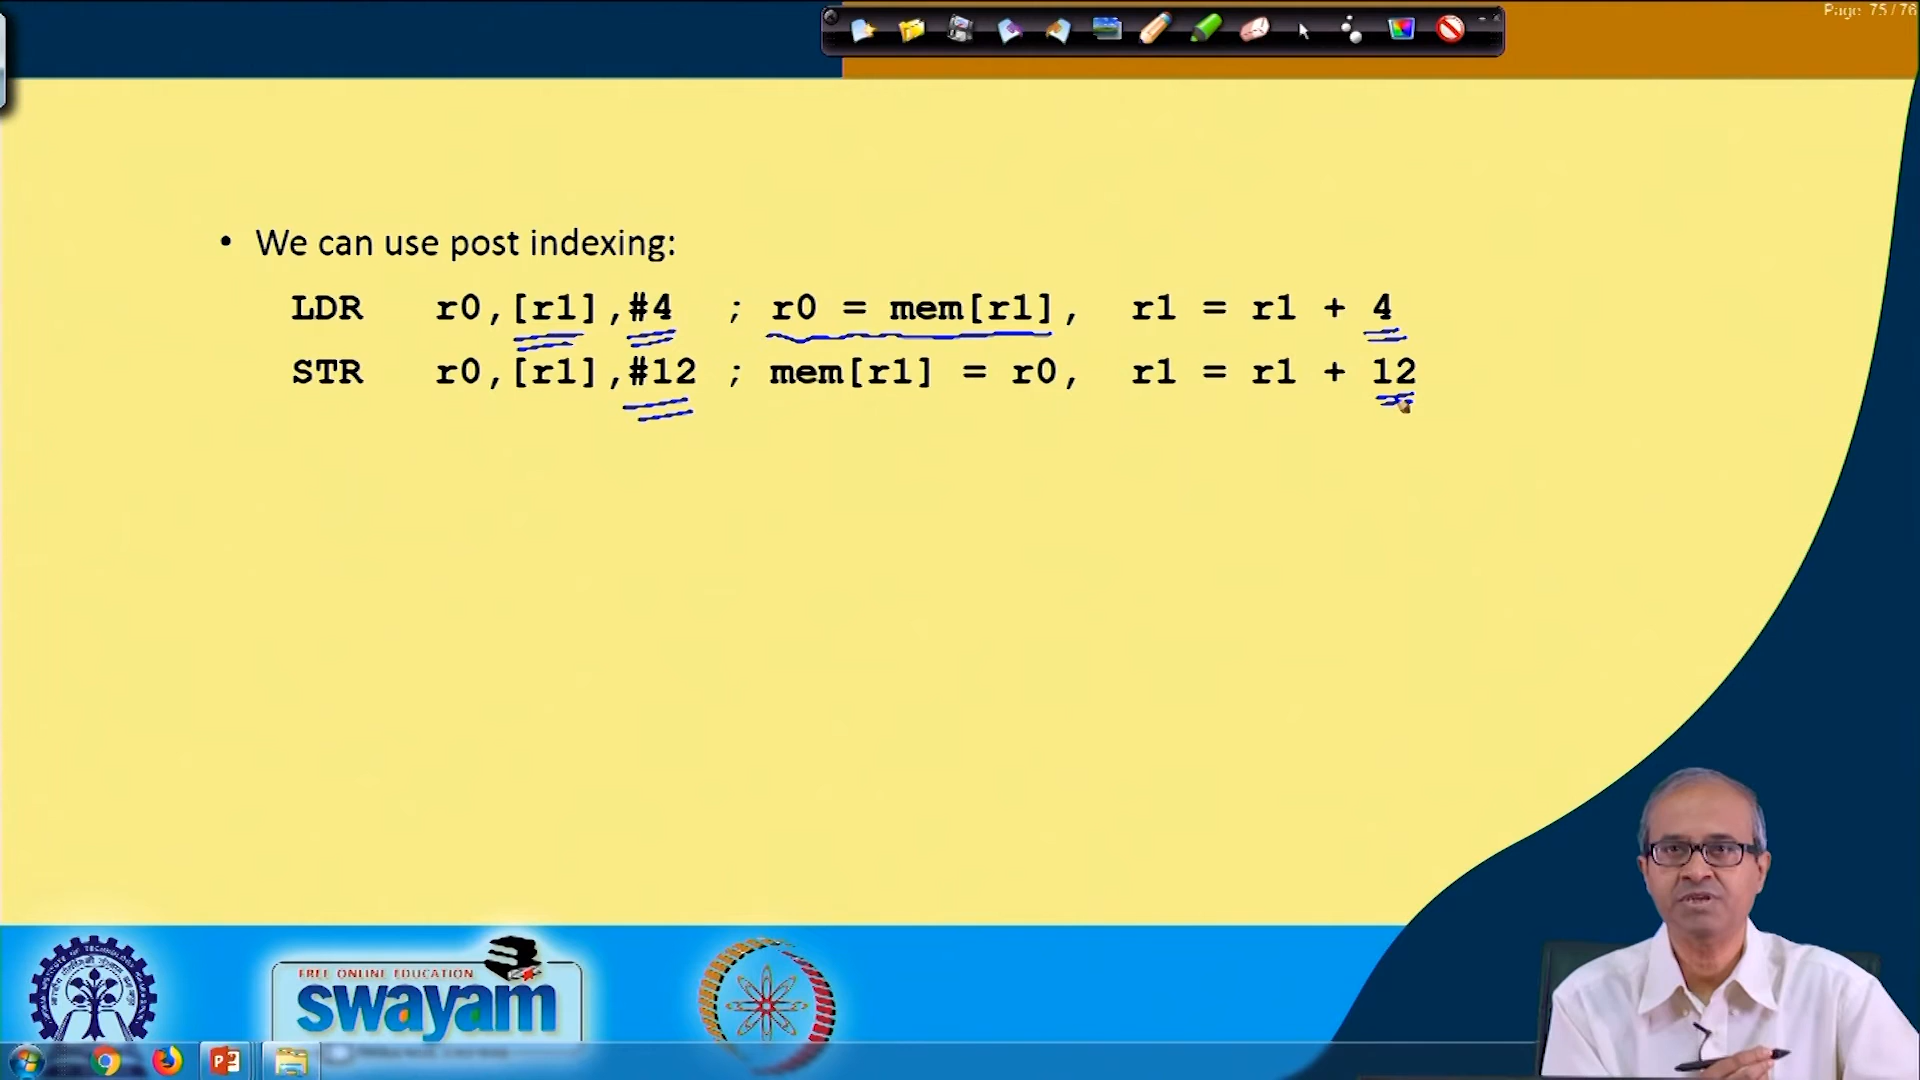 Page: 75 / 76
• We can use post indexing:
LDR r0,[r1],#4 ; r0 = mem[r1], r1 = r1 + 4
STR r0,[r1],#12 ; mem[r1] = r0, r1 = r1 + 12
FREE ONLINE EDUCATION
swayam